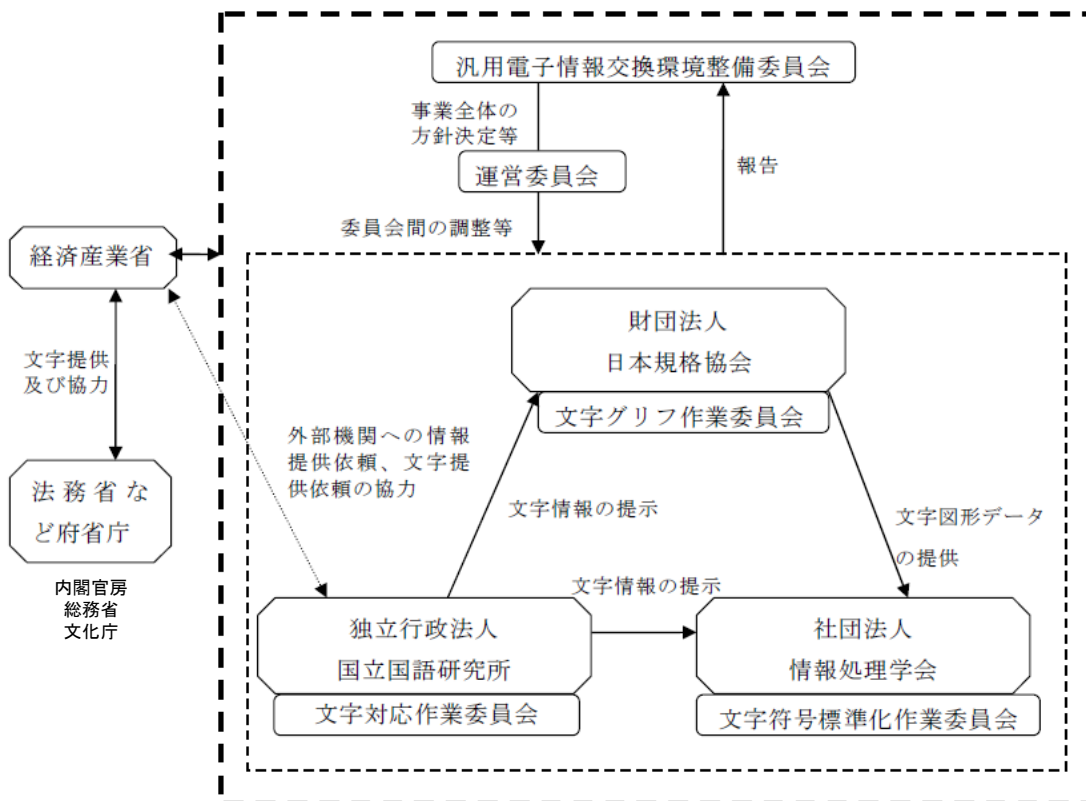 汎用電子情報交換環境整備委員会
事業全体の
方針決定等
運営委員会
報告
委員会間の調整等
経済産業省
財団法人
日本規格協会
文字グリフ作業委員会
文字提供
及び協力
外部機関への情報
提供依頼、文字提
供依頼の協力
法務省な
ど府省庁
内閣官房
総務省
文化庁
文字情報の提示
文字図形データ
の提供
文字情報の提示
独立行政法人
国立国語研究所
文字対応作業委員会
社団法人
情報処理学会
文字符号標準化作業委員会